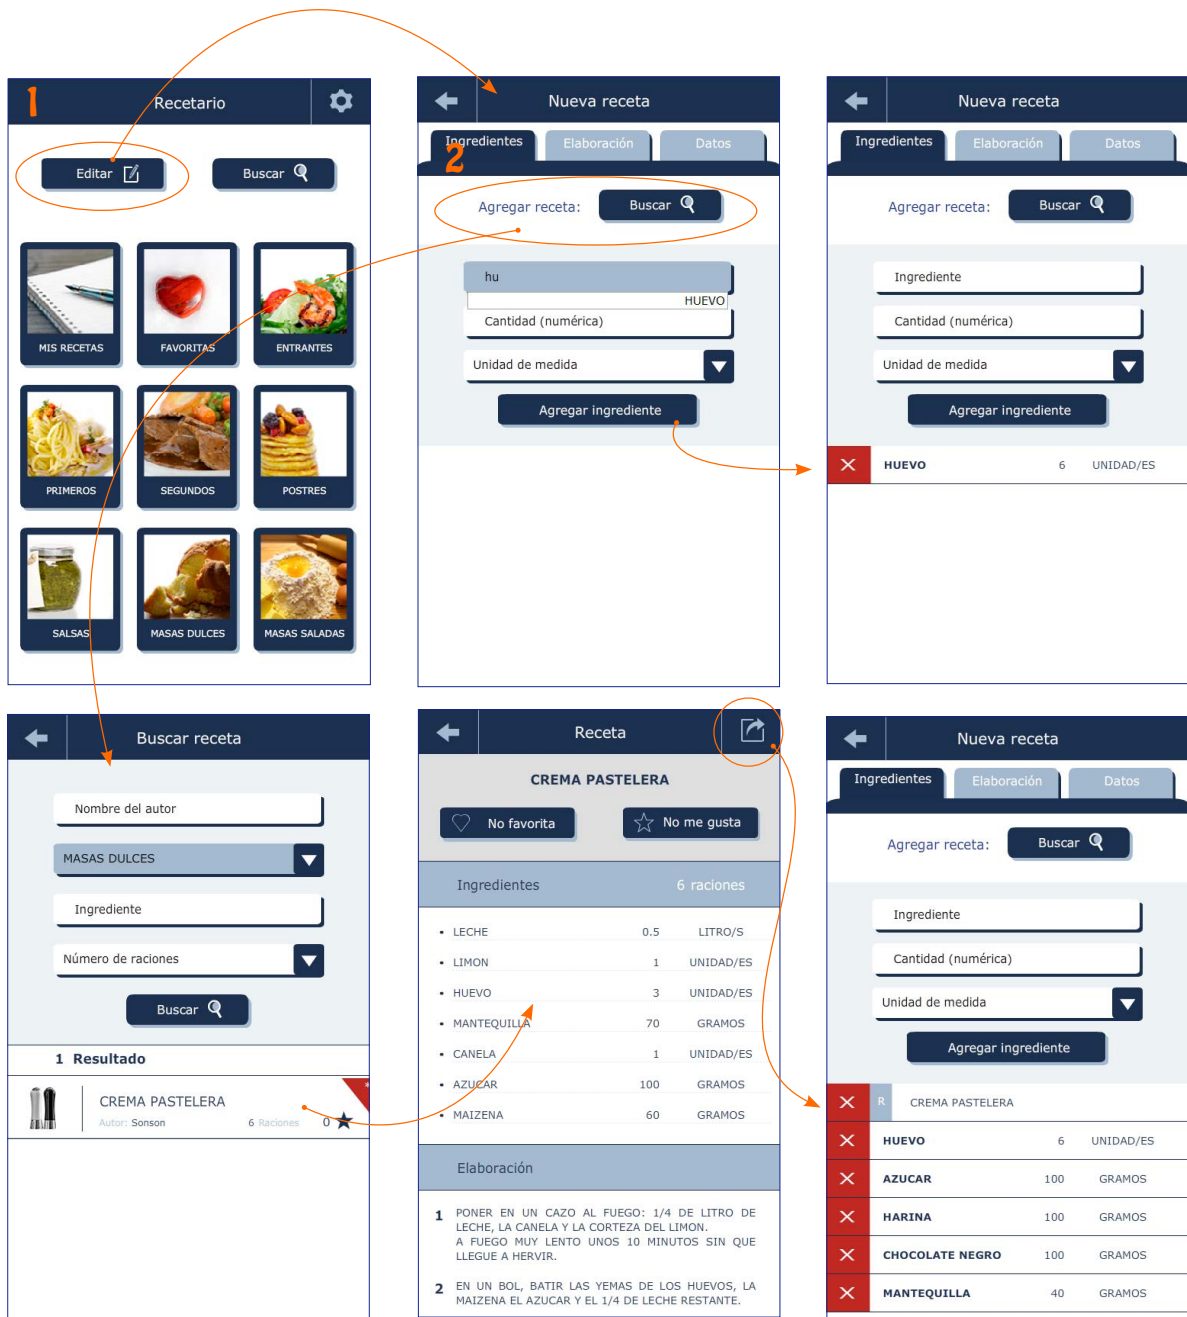 1
Recetario
Editar
Buscar
MIS RECETAS
FAVORITAS
ENTRANTES
PRIMEROS
SEGUNDOS
POSTRES
SALSAS
MASAS DULCES
MASAS SALADAS
Nueva receta
Ingredientes
Elaboración
Datos
2
Agregar receta:
Buscar
hu
HUEVO
Cantidad (numérica)
Unidad de medida
Agregar ingrediente
Nueva receta
Ingredientes
Elaboración
Datos
Agregar receta:
Buscar
Ingrediente
Cantidad (numérica)
Unidad de medida
Agregar ingrediente
X HUEVO 6 UNIDAD/ES
Buscar receta
Nombre del autor
MASAS DULCES
Ingrediente
Número de raciones
Buscar
1 Resultado
*
CREMA PASTELERA
Autor: Sonson 6 Raciones 0
Receta
CREMA PASTELERA
No favorita
No me gusta
Ingredientes 6 raciones
• LECHE 0.5 LITRO/S
• LIMON 1 UNIDAD/ES
• HUEVO 3 UNIDAD/ES
• MANTEQUILLA 70 GRAMOS
• CANELA 1 UNIDAD/ES
• AZUCAR 100 GRAMOS
• MAIZENA 60 GRAMOS
Elaboración
1 PONER EN UN CAZO AL FUEGO: 1/4 DE LITRO DE
LECHE, LA CANELA Y LA CORTEZA DEL LIMON.
A FUEGO MUY LENTO UNOS 10 MINUTOS SIN QUE
LLEGUE A HERVIR.
2 EN UN BOL, BATIR LAS YEMAS DE LOS HUEVOS, LA
MAIZENA EL AZUCAR Y EL 1/4 DE LECHE RESTANTE.
Nueva receta
Ingredientes
Elaboración
Datos
Agregar receta:
Buscar
Ingrediente
Cantidad (numérica)
Unidad de medida
Agregar ingrediente
X R CREMA PASTELERA
X HUEVO 6 UNIDAD/ES
X AZUCAR 100 GRAMOS
X HARINA 100 GRAMOS
X CHOCOLATE NEGRO 100 GRAMOS
X MANTEQUILLA 40 GRAMOS